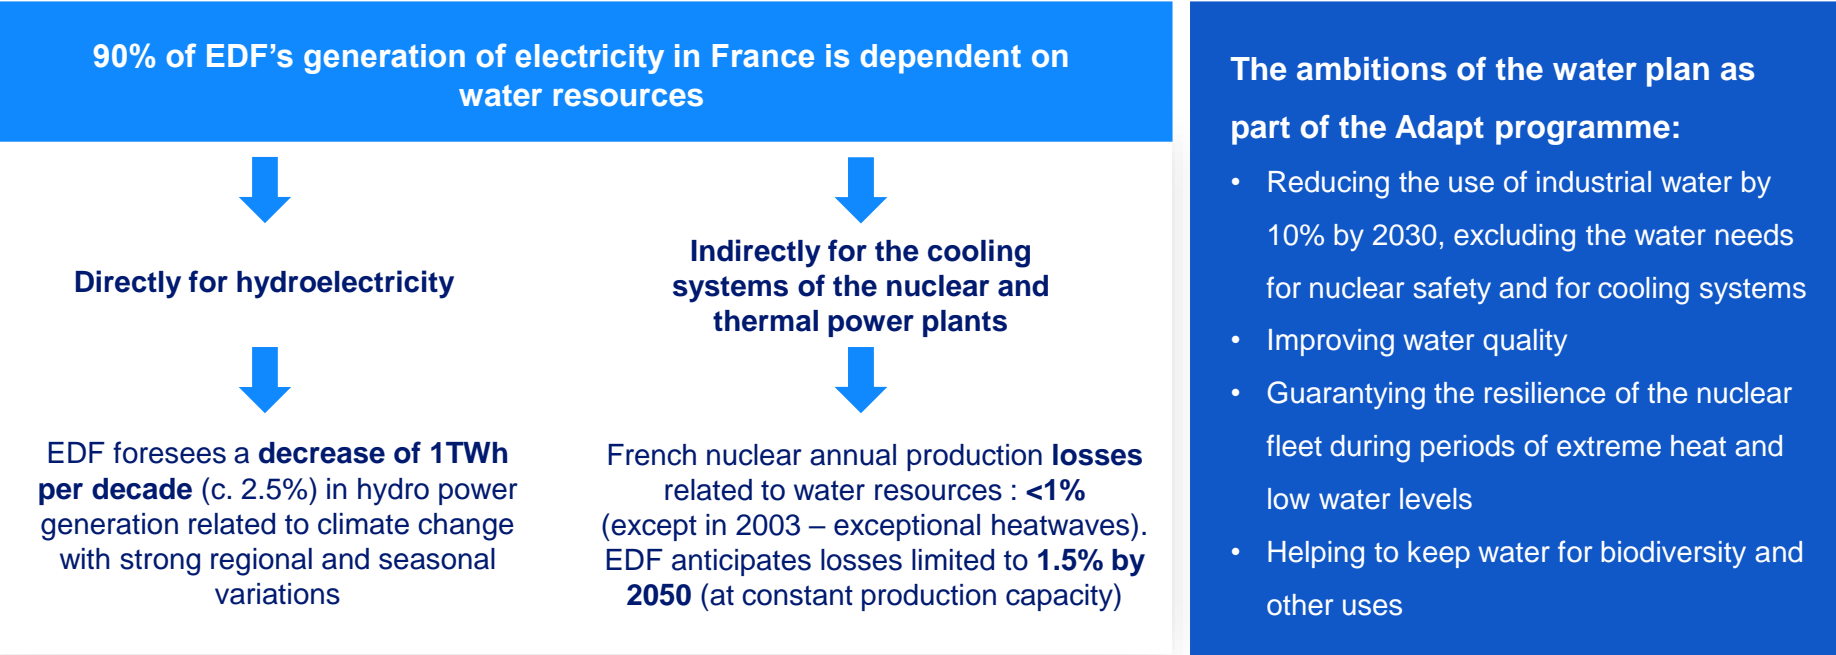 90% of EDF’s generation of electricity in France is dependent on
water resources
Directly for hydroelectricity
EDF foresees a decrease of 1TWh
per decade (c. 2.5%) in hydro power
generation related to climate change
with strong regional and seasonal
variations
Indirectly for the cooling
systems of the nuclear and
thermal power plants
French nuclear annual production losses
related to water resources : <1%
(except in 2003 – exceptional heatwaves).
EDF anticipates losses limited to 1.5% by
2050 (at constant production capacity)
The ambitions of the water plan as
part of the Adapt programme:
• Reducing the use of industrial water by
10% by 2030, excluding the water needs
for nuclear safety and for cooling systems
• Improving water quality
• Guarantying the resilience of the nuclear
fleet during periods of extreme heat and
low water levels
• Helping to keep water for biodiversity and
other uses